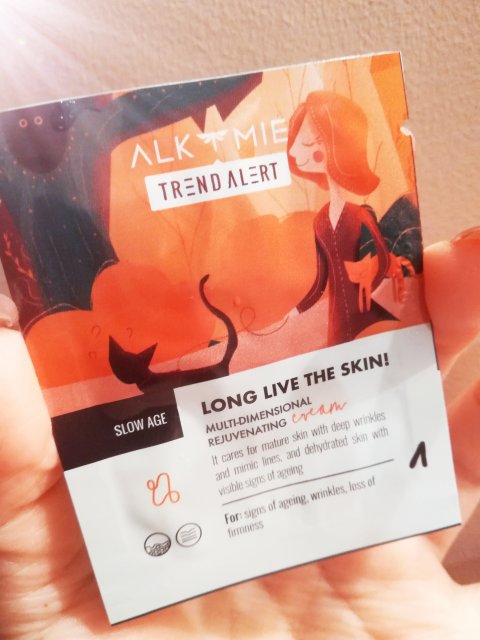 ALK MIE
TREND ALERT
SLOW AGE
LONG LIVE THE SKIN!
MULTI-DIMENSIONAL
REJUVENATING cream
It cares for mature skin with deep wrinkles
and mimic lines, and dehydrated skin with
visible signs of ageing
For: signs of ageing, wrinkles, loss of
firmness